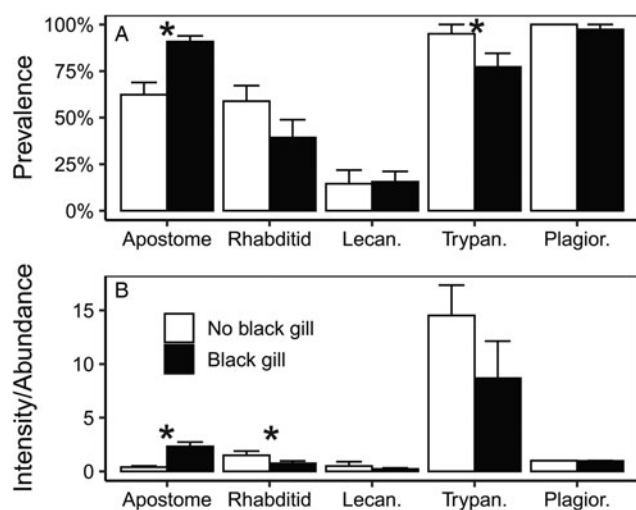 A
*
*
Prevalence
100%
75%
50%
25%
0%
Apostome Rhabditid Lecan. Trypan. Plagior.
B
No black gill
Black gill
*
*
Intensity/Abundance
15
10
5
0
Apostome Rhabditid Lecan. Trypan. Plagior.